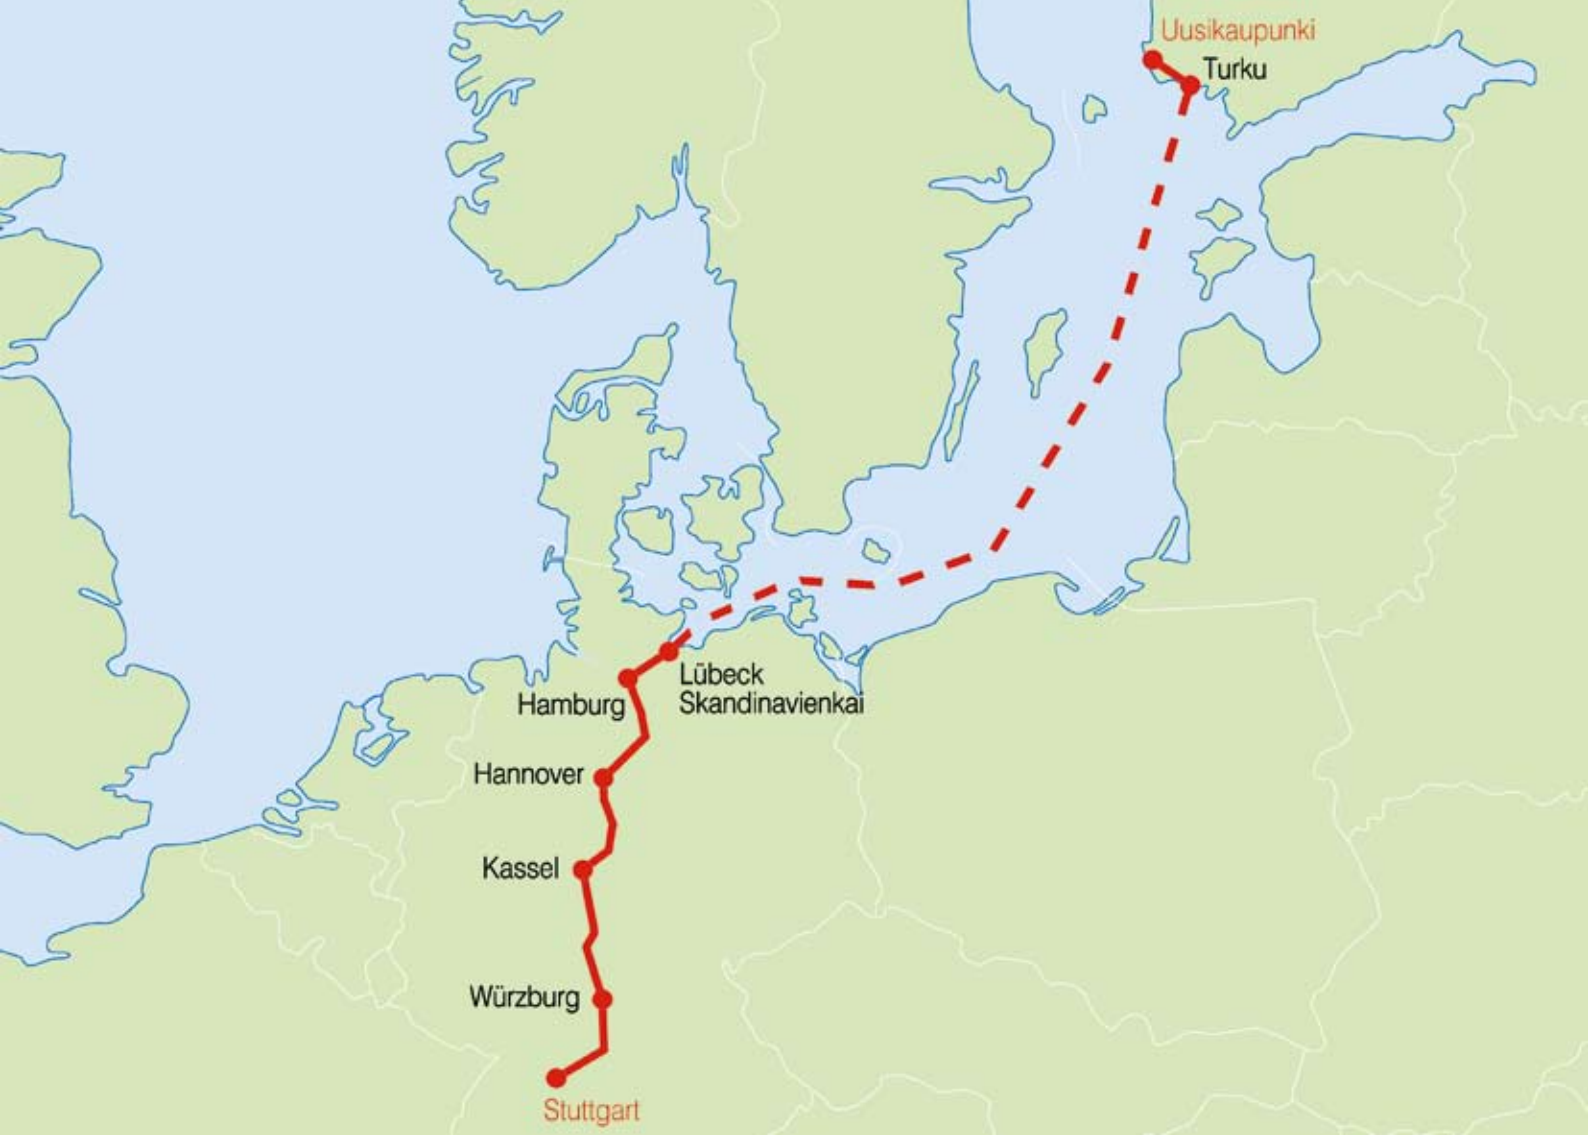 Uusikaupunki
Turku
Lübeck
Skandinavienkai
Hamburg
Hannover
Kassel
Würzburg
Stuttgart